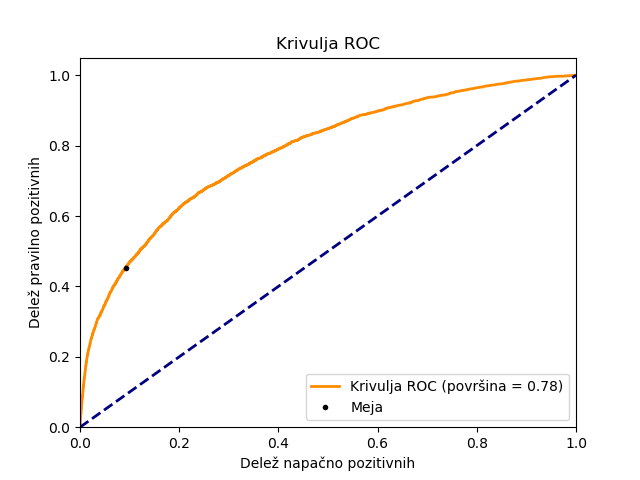 Krivulja ROC
Delež pravilno pozitivnih
1.0
0.8
0.6
0.4
0.2
0.0
0.0 0.2 0.4 0.6 0.8 1.0
Delež napačno pozitivnih
Krivulja ROC (površina = 0.78)
Meja